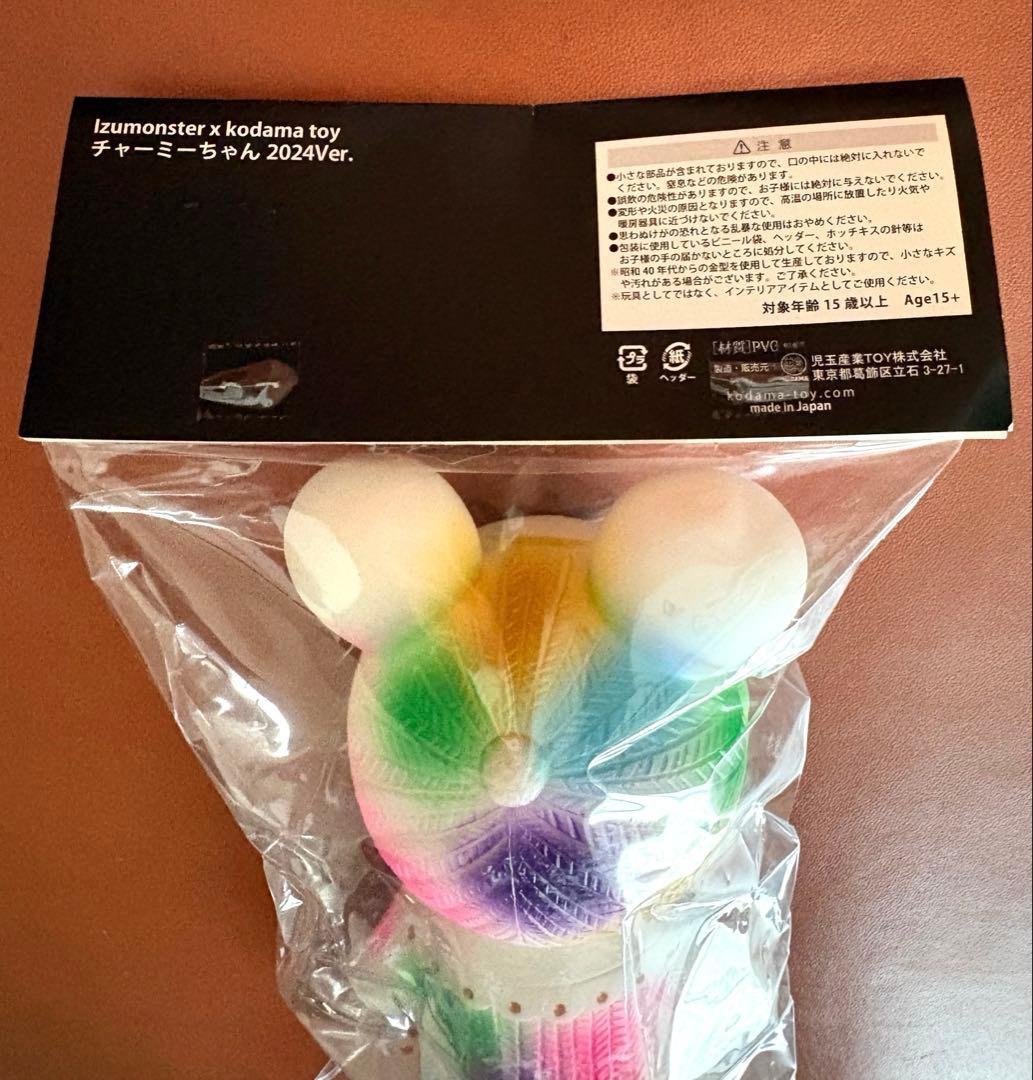 Izumonster x kodama toy
チャーミーちゃん 2024Ver.
注 意
●小さな部品が含まれておりますので、口の中には絶対に入れないで
ください。窒息などの危険があります。
●誤飲の危険性がありますので、お子様には絶対に与えないでください。
●変形や火災の原因となりますので、高温の場所に放置したり火気や
暖房器具に近づけないでください。
●思わぬけがの恐れとなる乱暴な使用はおやめください。
●包装に使用しているビニール袋、ヘッダー、ホッチキスの針等は
お子様の手の届かないところに処分してください。
※昭和40年代からの金型を使用して生産しておりますので、小さなキズ
や汚れがある場合がございます。ご了承ください。
※玩具としてではなく、インテリアアイテムとしてご使用ください。
対象年齢 15 歳以上 Age15+
プラ
袋
紙
ヘッダー
[材質]PVC
製造・販売元
児玉産業TOY株式会社
東京都葛飾区立石 3-27-1
kodama-toy.com
made in Japan